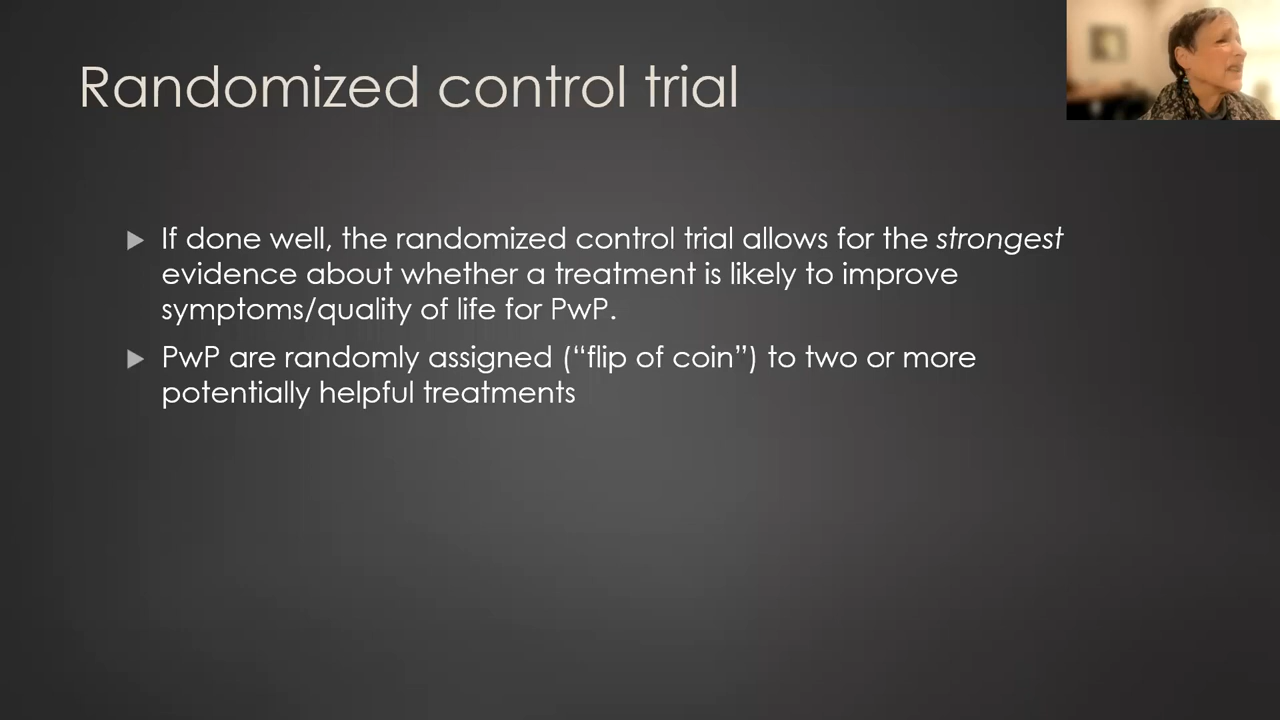 Randomized control trial
If done well, the randomized control trial allows for the strongest
evidence about whether a treatment is likely to improve
symptoms/quality of life for PwP.
PwP are randomly assigned (“flip of coin”) to two or more
potentially helpful treatments